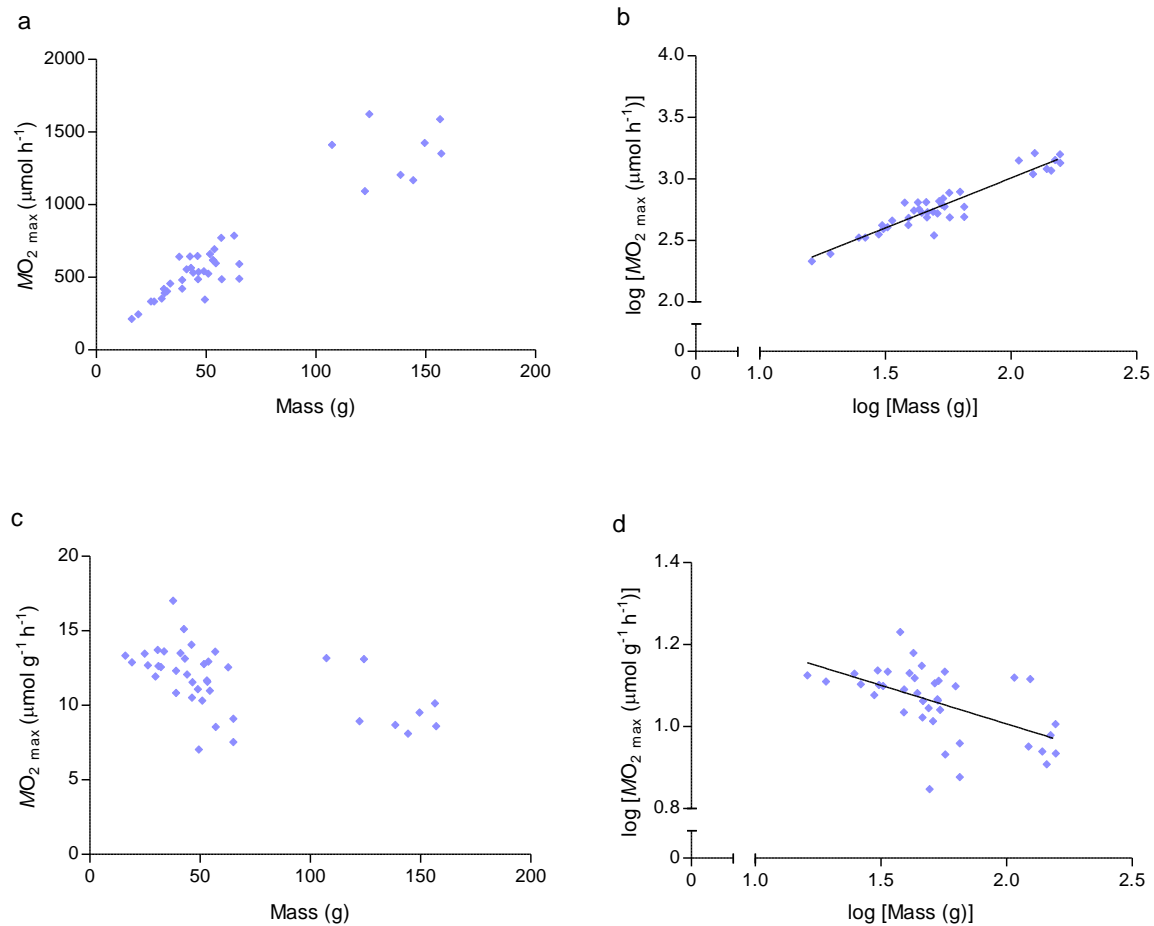 a
2000
1500
1000
500
0
0 50 100 150 200
Mass (g)
MO2 max (μmol h-1)
b
4.0
3.5
3.0
2.5
2.0
0
0 1.0 1.5 2.0 2.5
log [Mass (g)]
log [MO2 max (μmol h-1)]
c
20
15
10
5
0
0 50 100 150 200
Mass (g)
MO2 max (μmol g-1 h-1)
d
1.4
1.2
1.0
0.8
0
0 1.0 1.5 2.0 2.5
log [Mass (g)]
log [MO2 max (μmol g-1 h-1)]